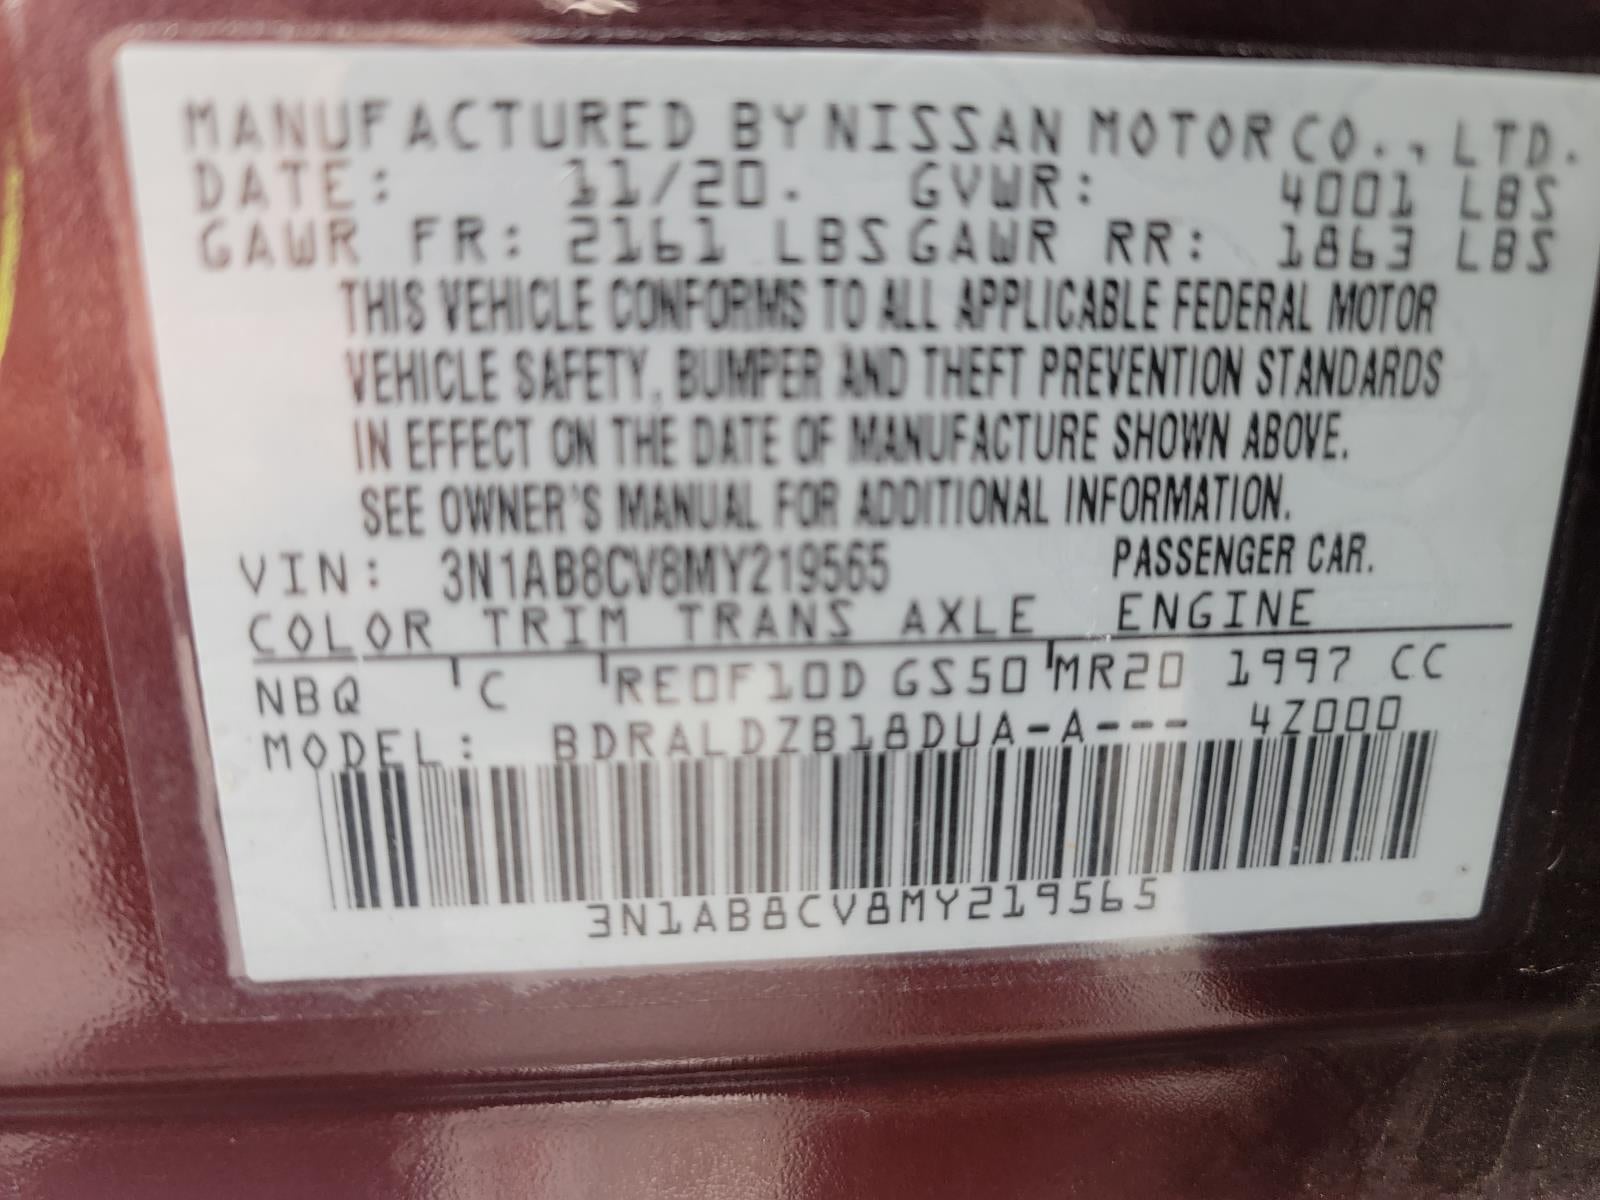 MANUFACTURED BY NISSAN MOTOR CO., LTD.
DATE: 11/20. GVWR: 4001 LBS
GAWR FR: 2161 LBS GAWR RR: 1863 LBS
THIS VEHICLE CONFORMS TO ALL APPLICABLE FEDERAL MOTOR
VEHICLE SAFETY, BUMPER AND THEFT PREVENTION STANDARDS
IN EFFECT ON THE DATE OF MANUFACTURE SHOWN ABOVE.
SEE OWNER'S MANUAL FOR ADDITIONAL INFORMATION.
VIN: 3N1AB8CV8MY219565 PASSENGER CAR.
COLOR TRIM TRANS AXLE ENGINE
NBQ C RE0F10D GS50 MR20 1997 CC
MODEL: BDRALDZB18DUA-A--- 4Z000
3N1AB8CV8MY219565